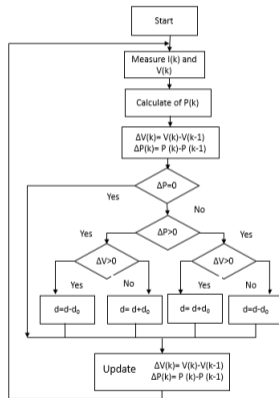 Start
Measure I(k) and
V(k)
Calculate of P(k)
ΔV(k)= V(k)-V(k-1)
ΔP(k)= P (k)-P (k-1)
ΔP=0
Yes
No
ΔP>0
Yes
Yes
ΔV>0
ΔV>0
Yes
No
Yes
No
d=d-d₀
d= d+d₀
d= d+d₀
d=d-d₀
Update
ΔV(k)= V(k)-V(k-1)
ΔP(k)= P (k)-P (k-1)